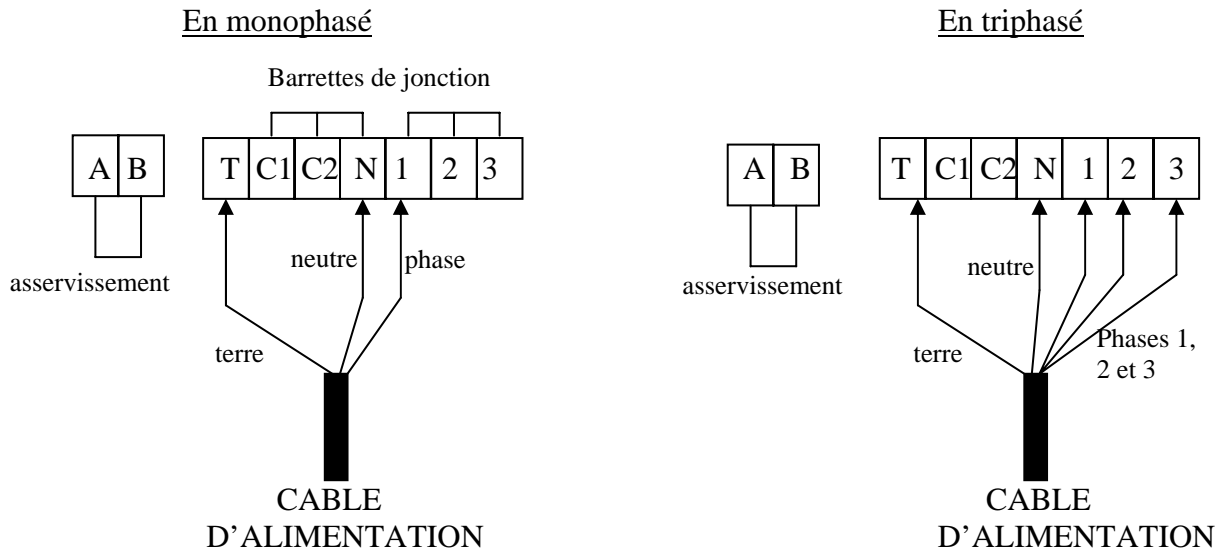 En monophasé
Barrettes de jonction
A B
T C1 C2 N 1 2 3
neutre
phase
asservissement
terre
CABLE
D’ALIMENTATION
En triphasé
A B
T C1 C2 N 1 2 3
neutre
asservissement
terre
Phases 1,
2 et 3
CABLE
D’ALIMENTATION